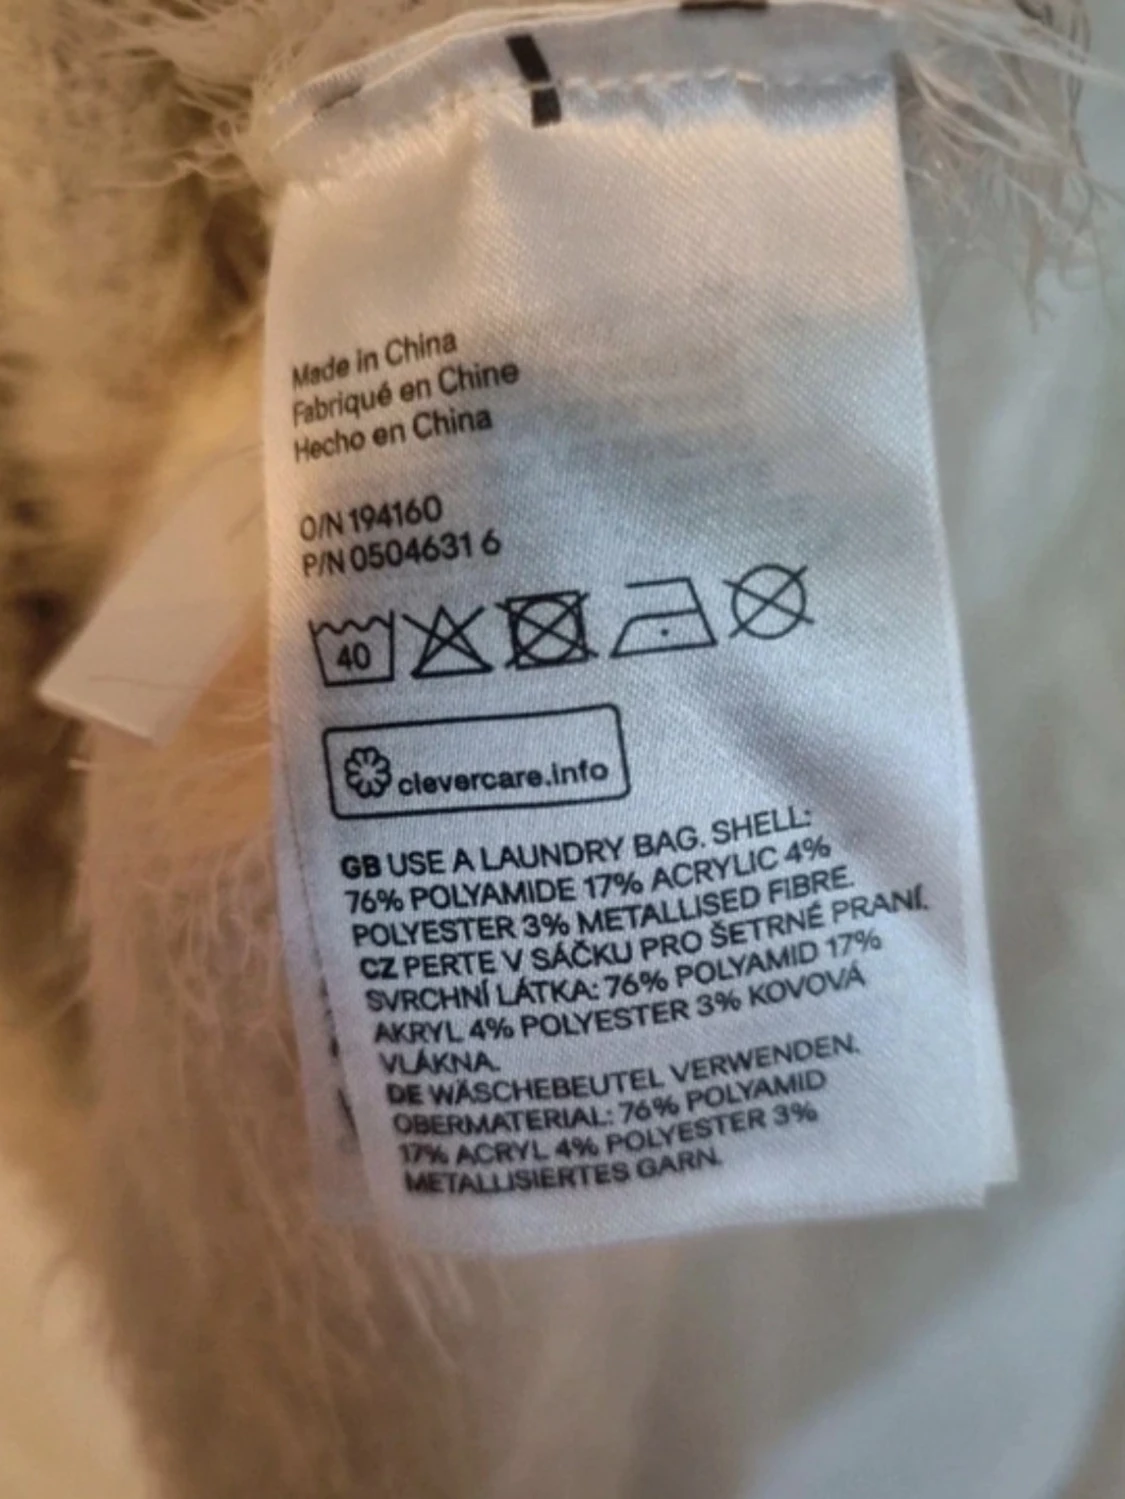 Made in China
Fabriqué en Chine
Hecho en China
O/N 194160
P/N 0504631 6
40
clevercare.info
GB USE A LAUNDRY BAG. SHELL:
76% POLYAMIDE 17% ACRYLIC 4%
POLYESTER 3% METALLISED FIBRE.
CZ PERTE V SÁČKU PRO ŠETRNÉ PRANÍ.
SVRCHNÍ LÁTKA: 76% POLYAMID 17%
AKRYL 4% POLYESTER 3% KOVOVÁ
VLÁKNA.
DE WÄSCHEBEUTEL VERWENDEN.
OBERMATERIAL: 76% POLYAMID
17% ACRYL 4% POLYESTER 3%
METALLISIERTES GARN.